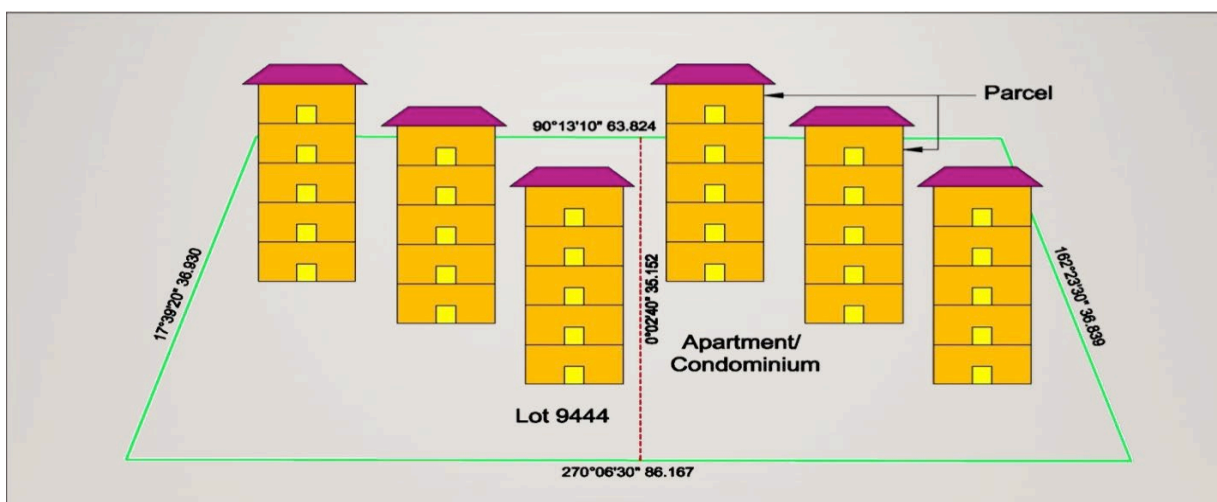 Parcel
90°13'10" 63.824
17°39'20" 36.930
0°02'40" 35.152
162°23'30" 36.839
Apartment/
Condominium
Lot 9444
270°06'30" 86.167